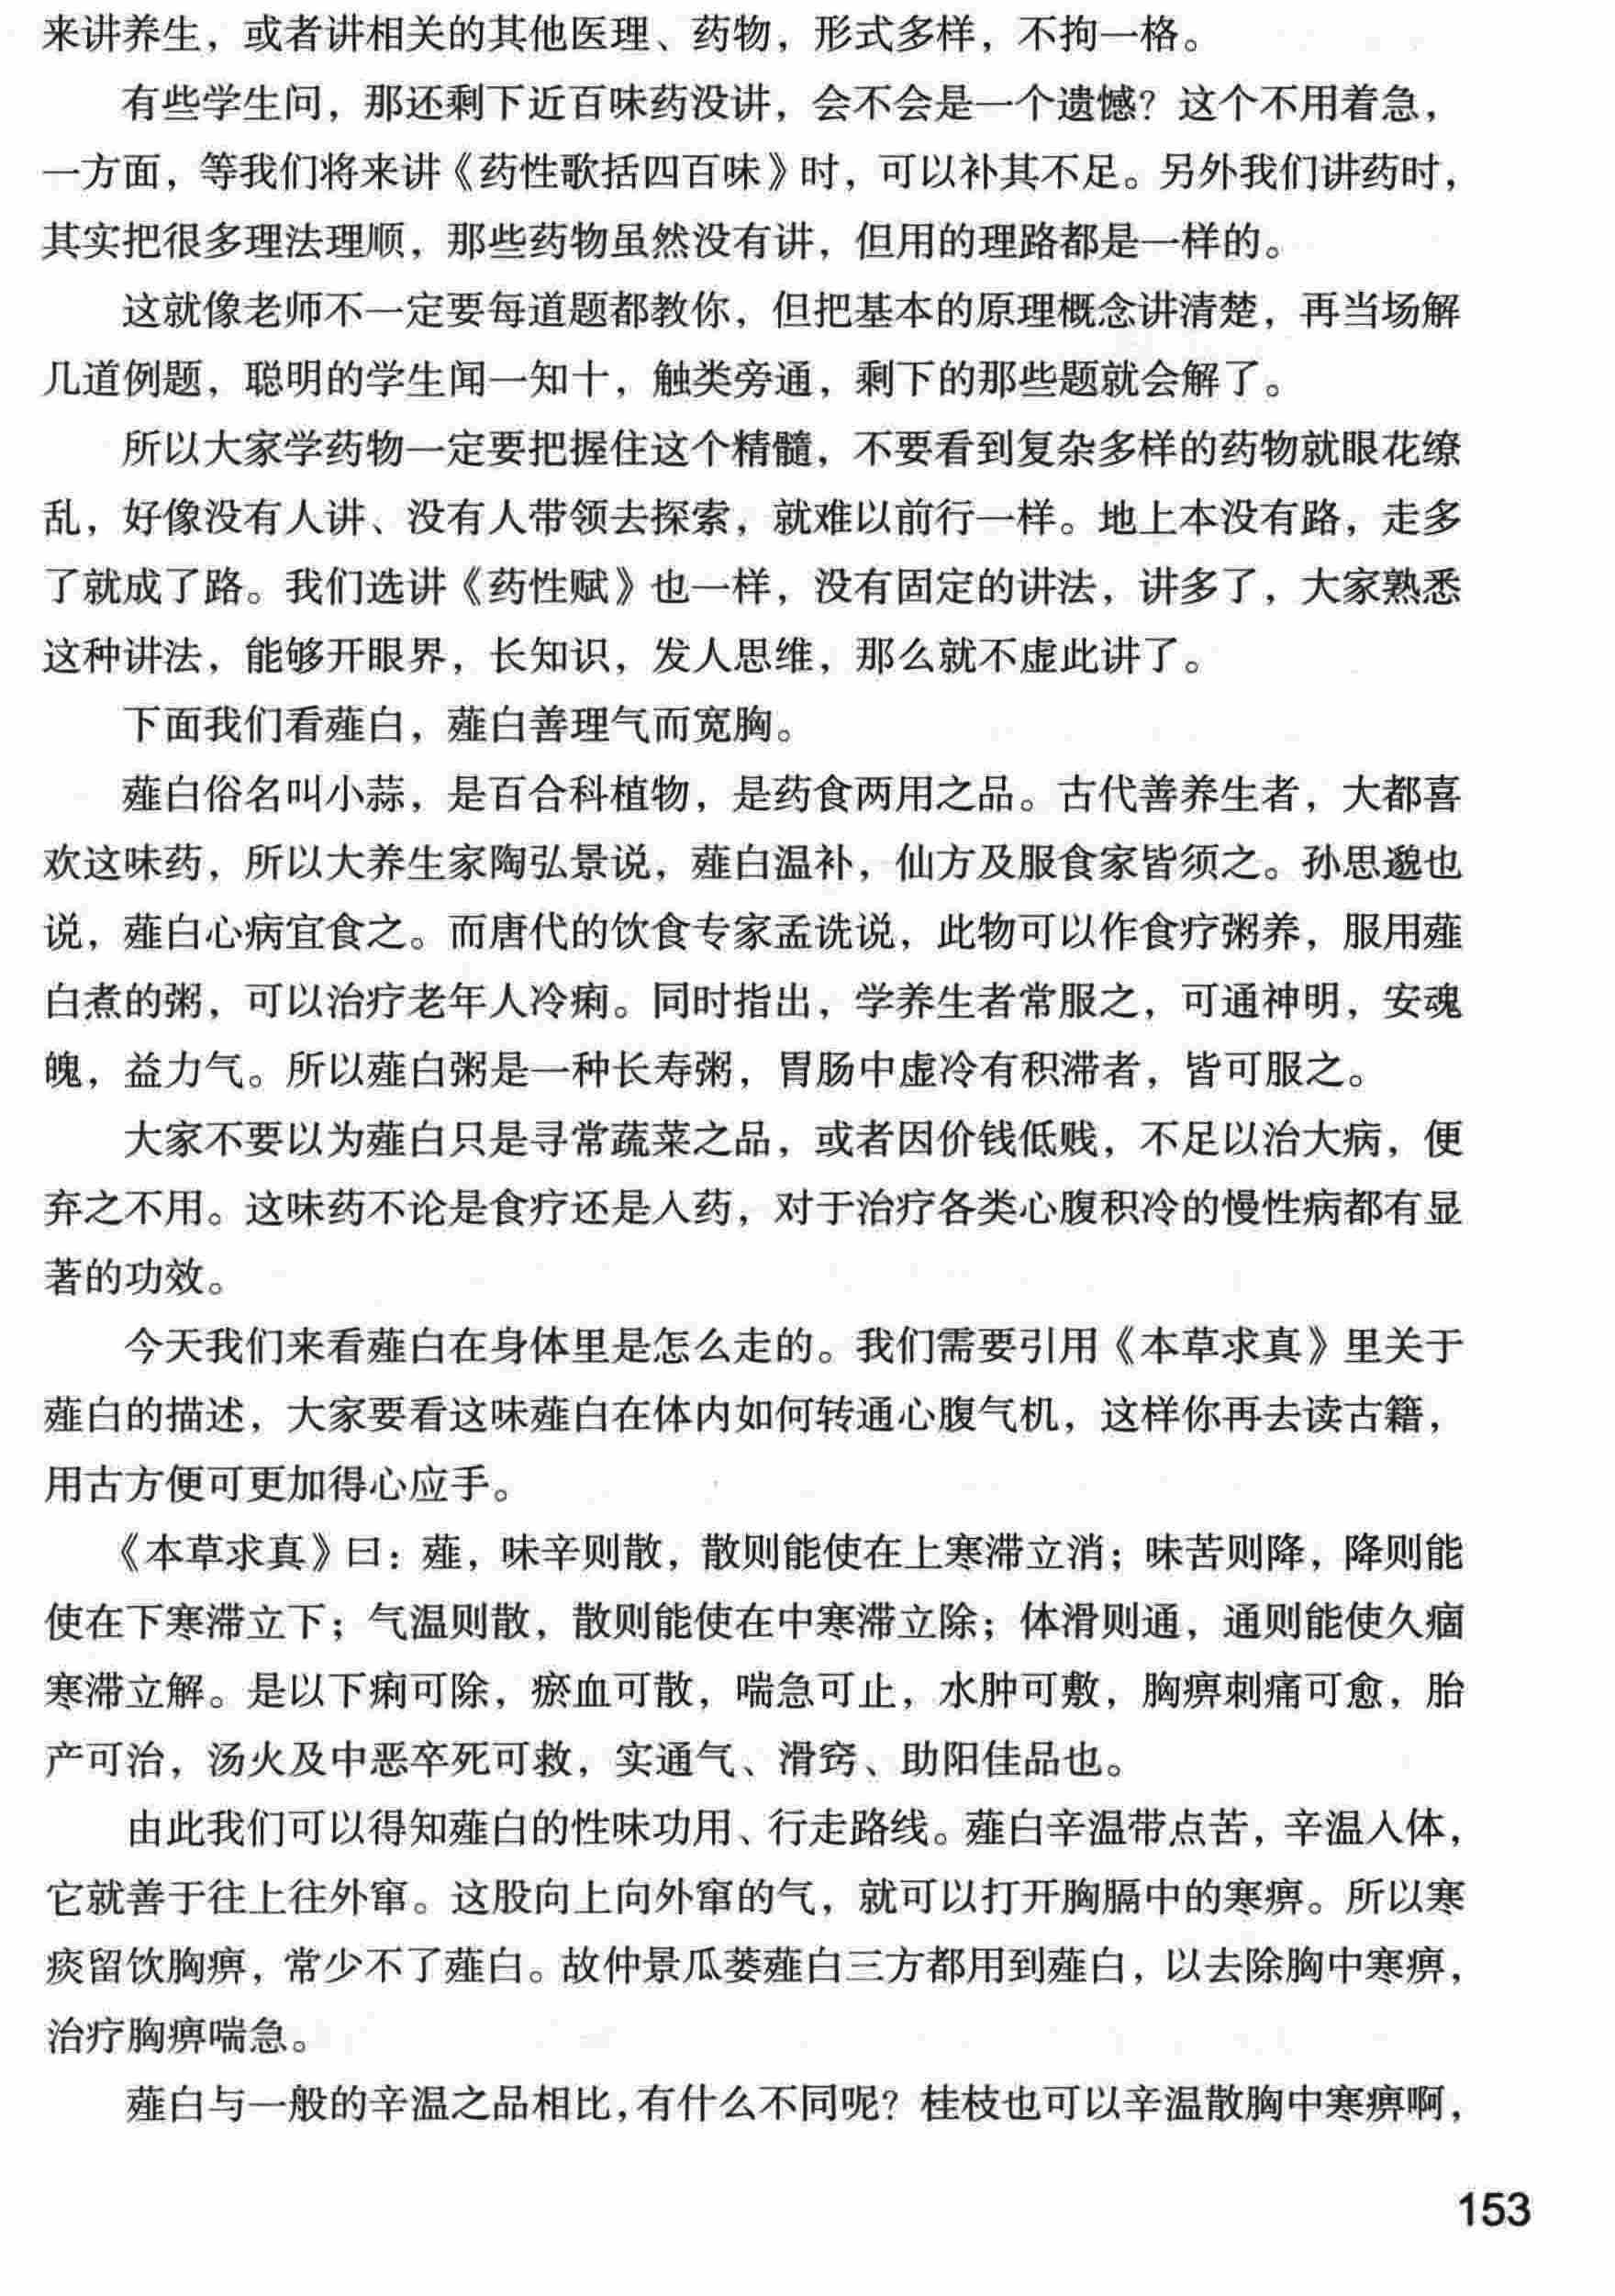 来讲养生，或者讲相关的其他医理、药物，形式多样，不拘一格。
有些学生问，那还剩下近百味药没讲，会不会是一个遗憾？这个不用着急，
一方面，等我们将来讲《药性歌括四百味》时，可以补其不足。另外我们讲药时，
其实把很多理法理顺，那些药物虽然没有讲，但用的理路都是一样的。
这就像老师不一定要每道题都教你，但把基本的原理概念讲清楚，再当场解
几道例题，聪明的学生闻一知十，触类旁通，剩下的那些题就会解了。
所以大家学药物一定要把握住这个精髓，不要看到复杂多样的药物就眼花缭
乱，好像没有人讲、没有人带领去探索，就难以前行一样。地上本没有路，走多
了就成了路。我们选讲《药性赋》也一样，没有固定的讲法，讲多了，大家熟悉
这种讲法，能够开眼界，长知识，发人思维，那么就不虚此讲了。
下面我们看薤白，薤白善理气而宽胸。
薤白俗名叫小蒜，是百合科植物，是药食两用之品。古代善养生者，大都喜
欢这味药，所以大养生家陶弘景说，薤白温补，仙方及服食家皆须之。孙思邈也
说，薤白心病宜食之。而唐代的饮食专家孟诜说，此物可以作食疗粥养，服用薤
白煮的粥，可以治疗老年人冷痢。同时指出，学养生者常服之，可通神明，安魂
魄，益力气。所以薤白粥是一种长寿粥，胃肠中虚冷有积滞者，皆可服之。
大家不要以为薤白只是寻常蔬菜之品，或者因价钱低贱，不足以治大病，便
弃之不用。这味药不论是食疗还是入药，对于治疗各类心腹积冷的慢性病都有显
著的功效。
今天我们来看薤白在身体里是怎么走的。我们需要引用《本草求真》里关于
薤白的描述，大家要看这味薤白在体内如何转通心腹气机，这样你再去读古籍，
用古方便可更加得心应手。
《本草求真》曰：薤，味辛则散，散则能使在上寒滞立消；味苦则降，降则能
使在下寒滞立下；气温则散，散则能使在中寒滞立除；体滑则通，通则能使久痼
寒滞立解。是以下痢可除，瘀血可散，喘急可止，水肿可敷，胸痹刺痛可愈，胎
产可治，汤火及中恶卒死可救，实通气、滑窍、助阳佳品也。
由此我们可以得知薤白的性味功用、行走路线。薤白辛温带点苦，辛温入体，
它就善于往上往外窜。这股向上向外窜的气，就可以打开胸膈中的寒痹。所以寒
痰留饮胸痹，常少不了薤白。故仲景瓜蒌薤白三方都用到薤白，以去除胸中寒痹，
治疗胸痹喘急。
薤白与一般的辛温之品相比，有什么不同呢？桂枝也可以辛温散胸中寒痹啊，
153